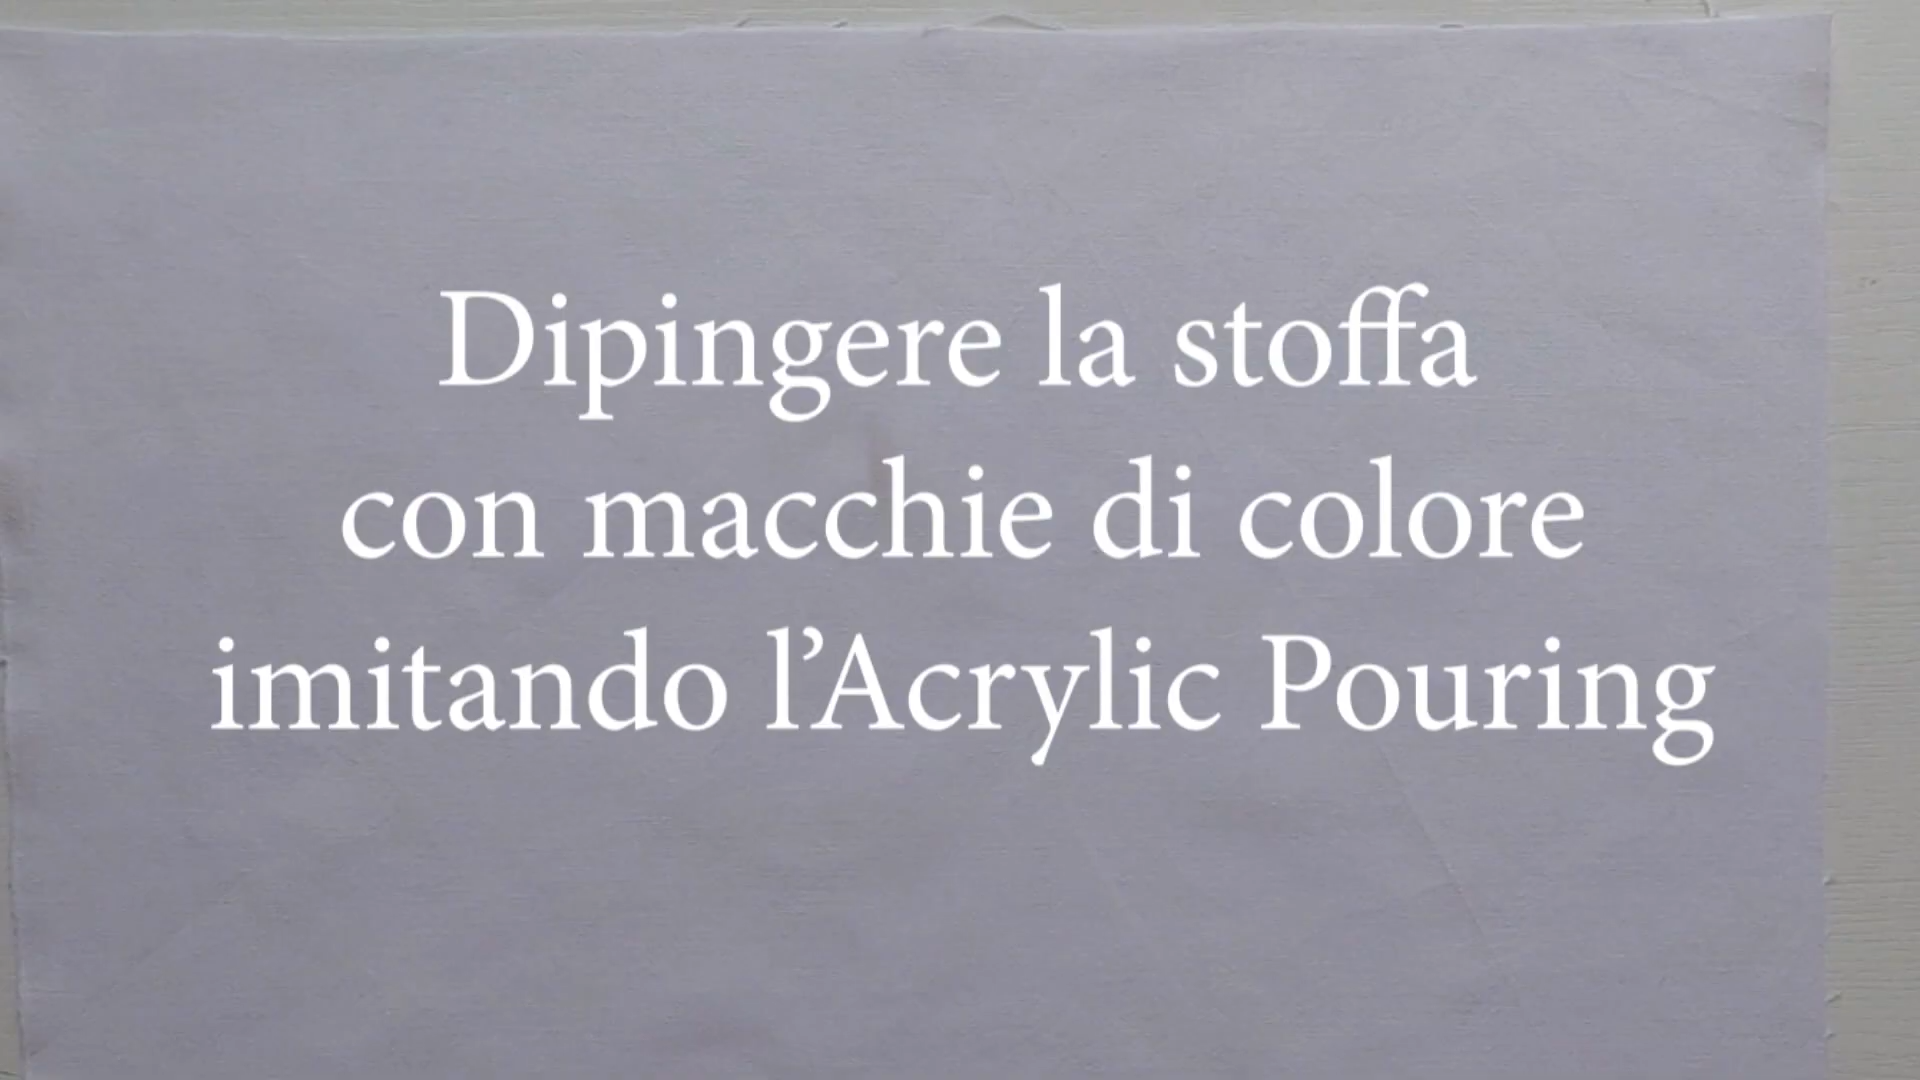 Dipingere la stoffa
con macchie di colore
imitando l’Acrylic Pouring